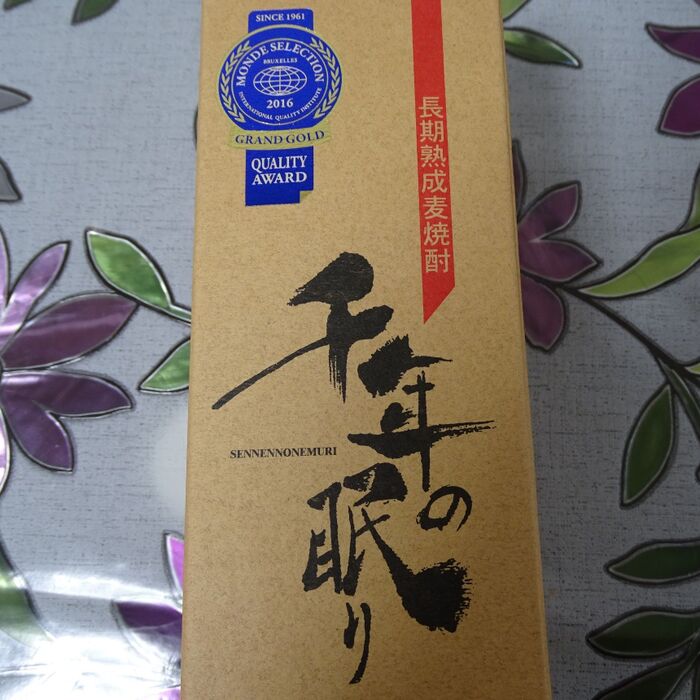 SINCE 1961
MONDE SELECTION
BRUXELLES
2016
INTERNATIONAL QUALITY INSTITUTE
GRAND GOLD
QUALITY
AWARD
長期熟成麦焼酎
千年の
眠り
SENNENNONEMURI